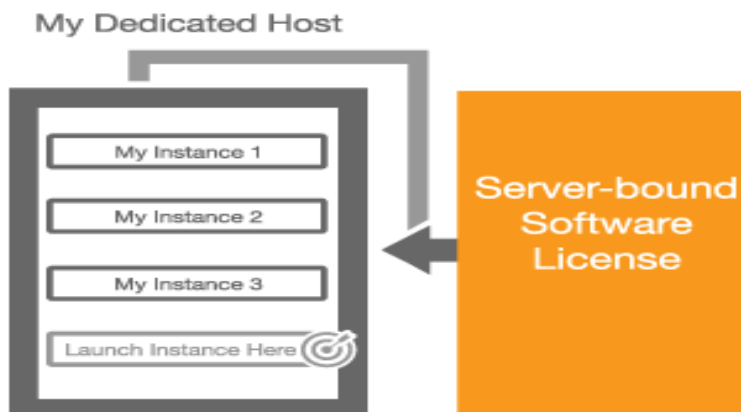 My Dedicated Host
My Instance 1
My Instance 2
My Instance 3
Launch Instance Here
Server-bound
Software
License